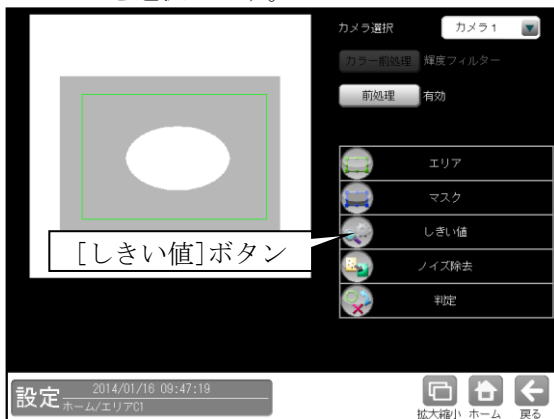 カメラ選択
カメラ1
カラー前処理
輝度フィルター
前処理
有効
エリア
マスク
しきい値
[しきい値]ボタン
ノイズ除去
判定
設定
2014/01/16 09:47:19
ホーム/エリアC1
拡大縮小
ホーム
戻る